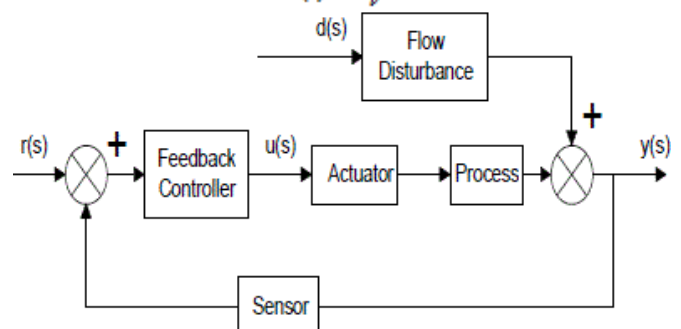 d(s)
Flow
Disturbance
+
r(s)
+
Feedback
Controller
u(s)
Actuator
Process
y(s)
Sensor